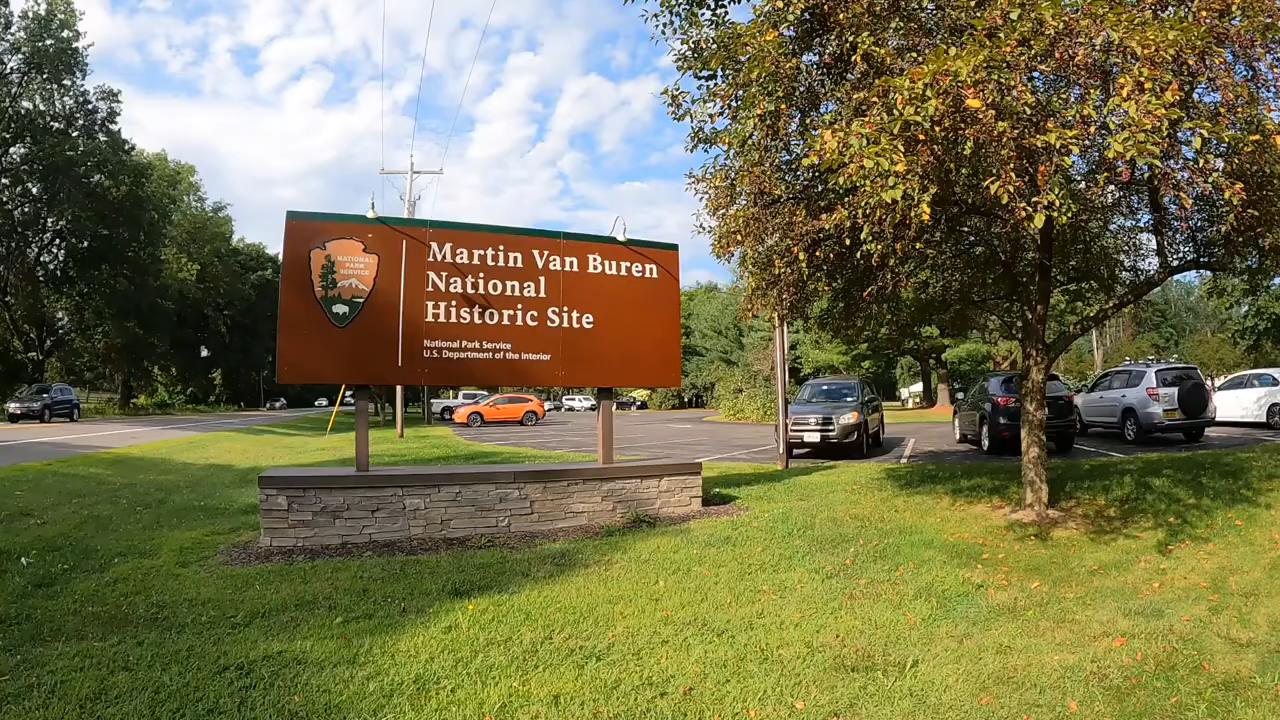 NATIONAL
PARK
SERVICE
Martin Van Buren
National
Historic Site
National Park Service
U.S. Department of the Interior